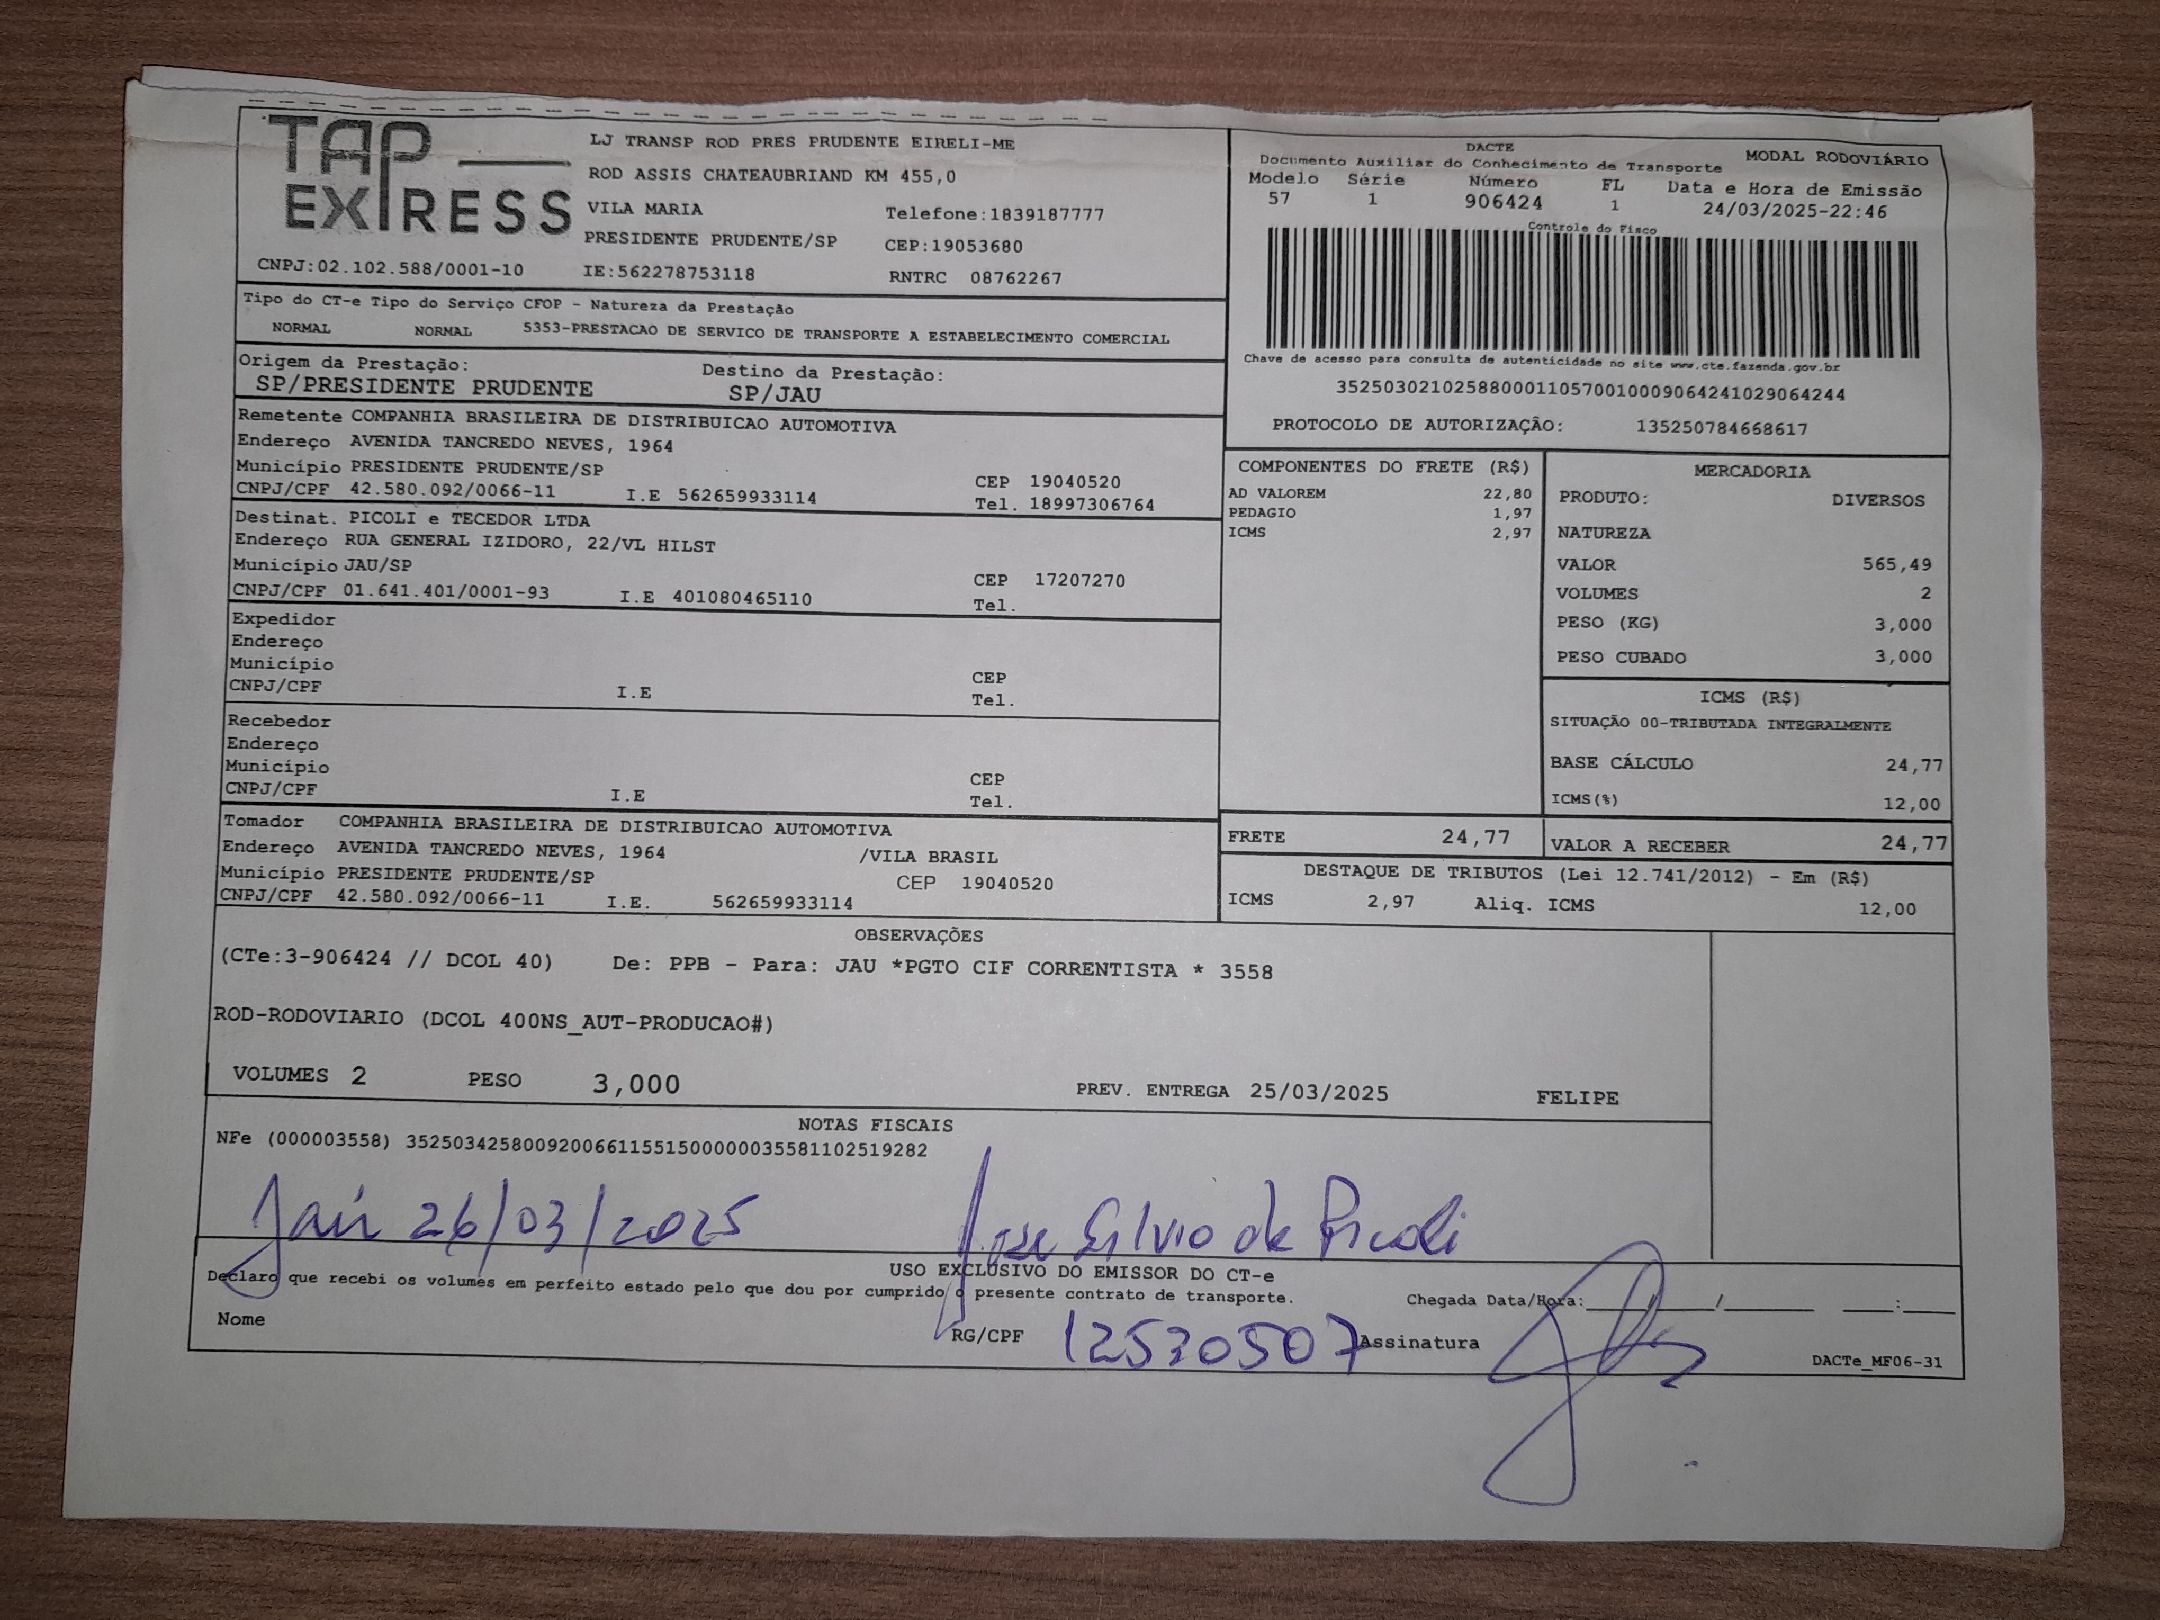 TAP EXPRESS
LJ TRANSP ROD PRES PRUDENTE EIRELI-ME
ROD ASSIS CHATEAUBRIAND KM 455,0
VILA MARIA Telefone:1839187777
PRESIDENTE PRUDENTE/SP CEP:19053680
CNPJ:02.102.588/0001-10 IE:562278753118 RNTRC 08762267
DACTE
Documento Auxiliar do Conhecimento de Transporte MODAL RODOVIÁRIO
Modelo Série Número FL Data e Hora de Emissão
57 1 906424 1 24/03/2025-22:46
Controle do Fisco
Chave de acesso para consulta de autenticidade no site www.cte.fazenda.gov.br
35250302102588000110570010009064241029064244
PROTOCOLO DE AUTORIZAÇÃO: 135250784668617
Tipo do CT-e Tipo do Serviço CFOP - Natureza da Prestação
NORMAL NORMAL 5353-PRESTACAO DE SERVICO DE TRANSPORTE A ESTABELECIMENTO COMERCIAL
Origem da Prestação: Destino da Prestação:
SP/PRESIDENTE PRUDENTE SP/JAU
Remetente COMPANHIA BRASILEIRA DE DISTRIBUICAO AUTOMOTIVA
Endereço AVENIDA TANCREDO NEVES, 1964
Município PRESIDENTE PRUDENTE/SP CEP 19040520
CNPJ/CPF 42.580.092/0066-11 I.E 562659933114 Tel. 18997306764
Destinat. PICOLI e TECEDOR LTDA
Endereço RUA GENERAL IZIDORO, 22/VL HILST
Município JAU/SP CEP 17207270
CNPJ/CPF 01.641.401/0001-93 I.E 401080465110 Tel.
Expedidor
Endereço
Município CEP
CNPJ/CPF I.E Tel.
Recebedor
Endereço
Município CEP
CNPJ/CPF I.E Tel.
Tomador COMPANHIA BRASILEIRA DE DISTRIBUICAO AUTOMOTIVA
Endereço AVENIDA TANCREDO NEVES, 1964 /VILA BRASIL
Município PRESIDENTE PRUDENTE/SP CEP 19040520
CNPJ/CPF 42.580.092/0066-11 I.E. 562659933114
COMPONENTES DO FRETE (R$)
AD VALOREM 22,80
PEDAGIO 1,97
ICMS 2,97
MERCADORIA
PRODUTO: DIVERSOS
NATUREZA
VALOR 565,49
VOLUMES 2
PESO (KG) 3,000
PESO CUBADO 3,000
ICMS (R$)
SITUAÇÃO 00-TRIBUTADA INTEGRALMENTE
BASE CÁLCULO 24,77
ICMS(%) 12,00
FRETE 24,77 VALOR A RECEBER 24,77
DESTAQUE DE TRIBUTOS (Lei 12.741/2012) - Em (R$)
ICMS 2,97 Aliq. ICMS 12,00
OBSERVAÇÕES
(CTe:3-906424 // DCOL 40) De: PPB - Para: JAU *PGTO CIF CORRENTISTA * 3558
ROD-RODOVIARIO (DCOL 400NS_AUT-PRODUCAO#)
VOLUMES 2 PESO 3,000 PREV. ENTREGA 25/03/2025 FELIPE
NOTAS FISCAIS
NFe (000003558) 35250342580092006611551500000035581102519282
Jaú 26/03/2025 Jose Silvio de Picoli
USO EXCLUSIVO DO EMISSOR DO CT-e
Declaro que recebi os volumes em perfeito estado pelo que dou por cumprido o presente contrato de transporte. Chegada Data/Hora:____/____/____ ___:___
Nome RG/CPF 12530507 Assinatura
DACTe_MF06-31